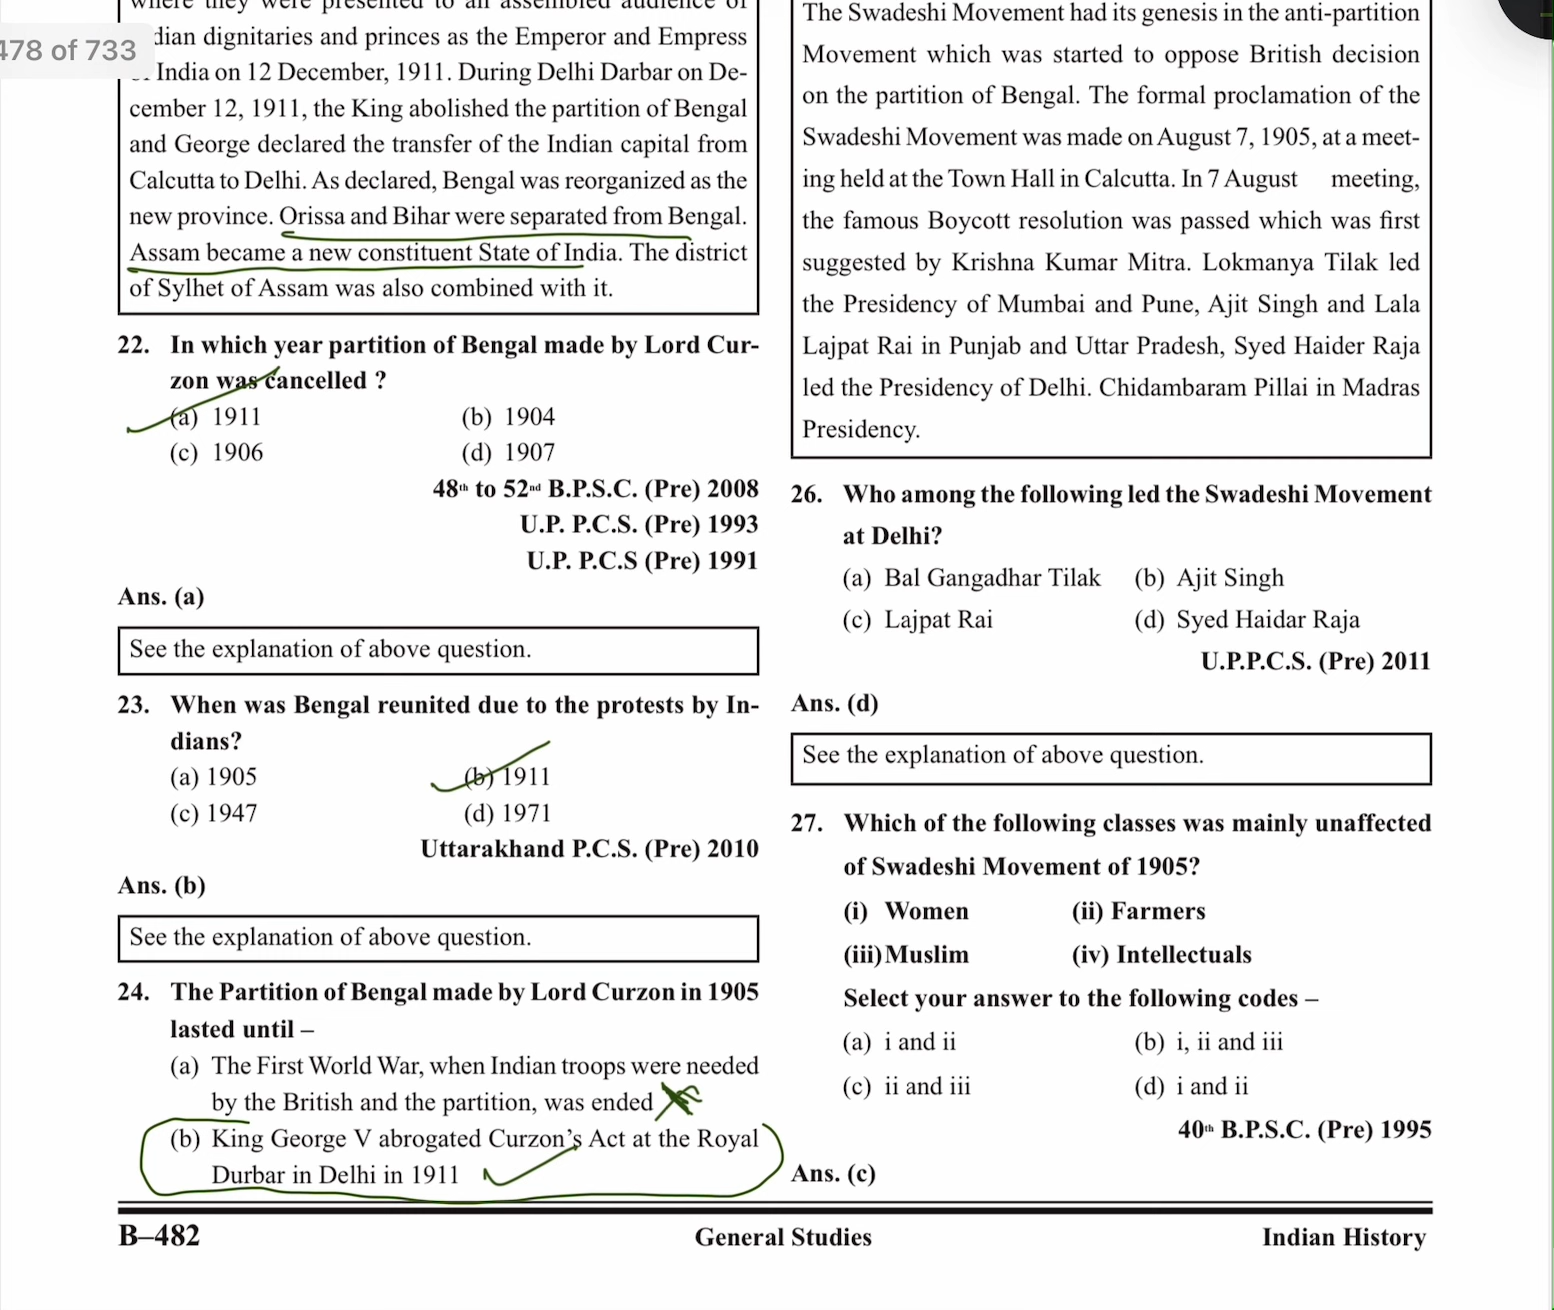 where they were presented to an assembled audience of
478 of 733
dian dignitaries and princes as the Emperor and Empress
India on 12 December, 1911. During Delhi Darbar on De-
cember 12, 1911, the King abolished the partition of Bengal
and George declared the transfer of the Indian capital from
Calcutta to Delhi. As declared, Bengal was reorganized as the
new province. Orissa and Bihar were separated from Bengal.
Assam became a new constituent State of India. The district
of Sylhet of Assam was also combined with it.
22. In which year partition of Bengal made by Lord Cur-
zon was cancelled ?
(a) 1911 (b) 1904
(c) 1906 (d) 1907
48th to 52nd B.P.S.C. (Pre) 2008
U.P. P.C.S. (Pre) 1993
U.P. P.C.S (Pre) 1991
Ans. (a)
See the explanation of above question.
23. When was Bengal reunited due to the protests by In-
dians?
(a) 1905 (b) 1911
(c) 1947 (d) 1971
Uttarakhand P.C.S. (Pre) 2010
Ans. (b)
See the explanation of above question.
24. The Partition of Bengal made by Lord Curzon in 1905
lasted until –
(a) The First World War, when Indian troops were needed
by the British and the partition, was ended
(b) King George V abrogated Curzon's Act at the Royal
Durbar in Delhi in 1911
The Swadeshi Movement had its genesis in the anti-partition
Movement which was started to oppose British decision
on the partition of Bengal. The formal proclamation of the
Swadeshi Movement was made on August 7, 1905, at a meet-
ing held at the Town Hall in Calcutta. In 7 August meeting,
the famous Boycott resolution was passed which was first
suggested by Krishna Kumar Mitra. Lokmanya Tilak led
the Presidency of Mumbai and Pune, Ajit Singh and Lala
Lajpat Rai in Punjab and Uttar Pradesh, Syed Haider Raja
led the Presidency of Delhi. Chidambaram Pillai in Madras
Presidency.
26. Who among the following led the Swadeshi Movement
at Delhi?
(a) Bal Gangadhar Tilak (b) Ajit Singh
(c) Lajpat Rai (d) Syed Haidar Raja
U.P.P.C.S. (Pre) 2011
Ans. (d)
See the explanation of above question.
27. Which of the following classes was mainly unaffected
of Swadeshi Movement of 1905?
(i) Women (ii) Farmers
(iii) Muslim (iv) Intellectuals
Select your answer to the following codes –
(a) i and ii (b) i, ii and iii
(c) ii and iii (d) i and ii
40th B.P.S.C. (Pre) 1995
Ans. (c)
B–482 General Studies Indian History